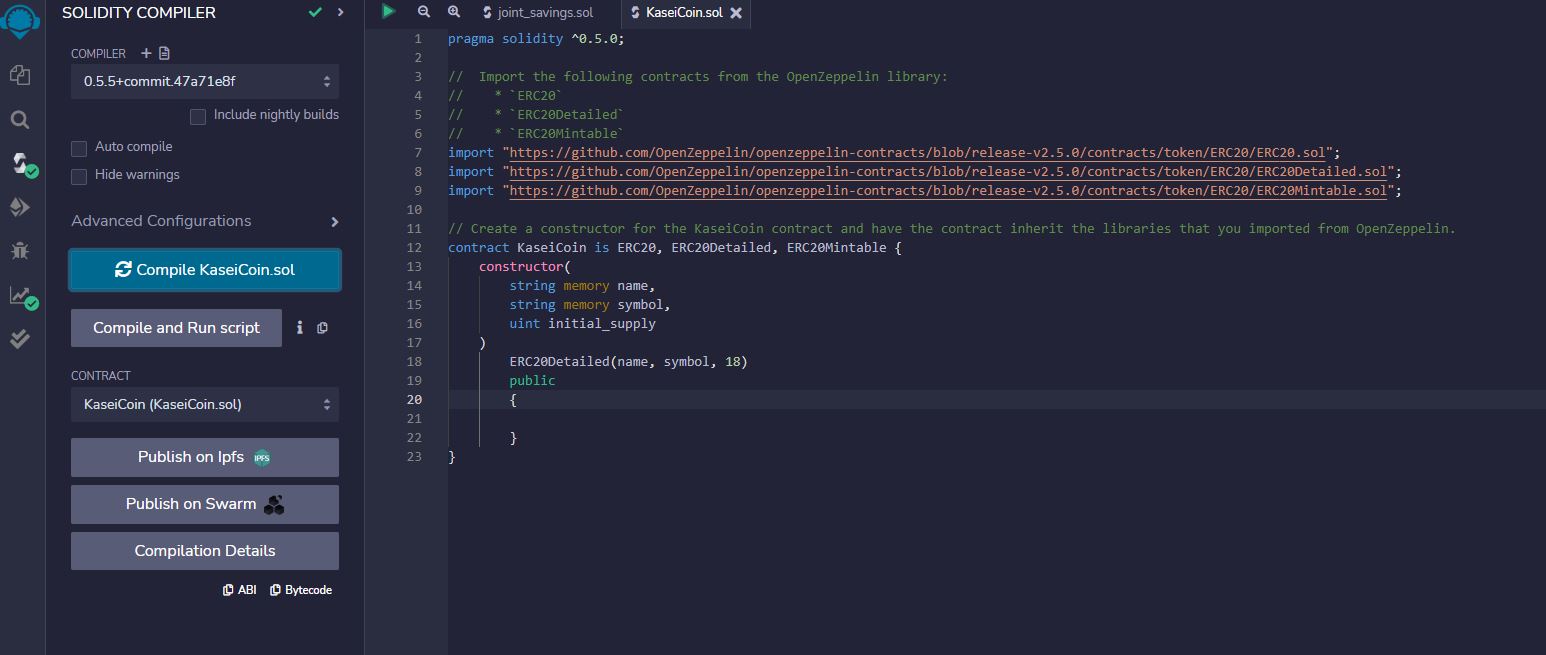 SOLIDITY COMPILER
COMPILER
0.5.5+commit.47a71e8f
Include nightly builds
Auto compile
Hide warnings
Advanced Configurations
Compile KaseiCoin.sol
Compile and Run script
CONTRACT
KaseiCoin (KaseiCoin.sol)
Publish on Ipfs IPFS
Publish on Swarm
Compilation Details
ABI Bytecode
joint_savings.sol KaseiCoin.sol
1 pragma solidity ^0.5.0;
2
3 //  Import the following contracts from the OpenZeppelin library:
4 //    * `ERC20`
5 //    * `ERC20Detailed`
6 //    * `ERC20Mintable`
7 import "https://github.com/OpenZeppelin/openzeppelin-contracts/blob/release-v2.5.0/contracts/token/ERC20/ERC20.sol";
8 import "https://github.com/OpenZeppelin/openzeppelin-contracts/blob/release-v2.5.0/contracts/token/ERC20/ERC20Detailed.sol";
9 import "https://github.com/OpenZeppelin/openzeppelin-contracts/blob/release-v2.5.0/contracts/token/ERC20/ERC20Mintable.sol";
10
11 // Create a constructor for the KaseiCoin contract and have the contract inherit the libraries that you imported from OpenZeppelin.
12 contract KaseiCoin is ERC20, ERC20Detailed, ERC20Mintable {
13     constructor(
14         string memory name,
15         string memory symbol,
16         uint initial_supply
17     )
18         ERC20Detailed(name, symbol, 18)
19         public
20         {
21
22         }
23 }